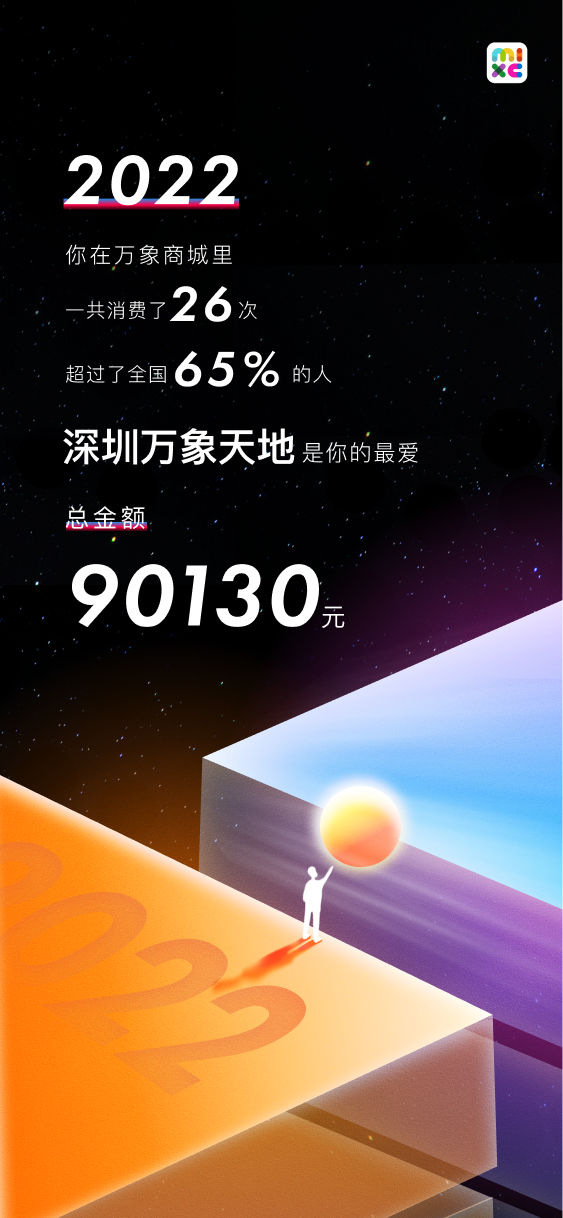 mi
xc
2022
你在万象商城里
一共消费了26次
超过了全国65%的人
深圳万象天地是你的最爱
总金额
90130元
2022